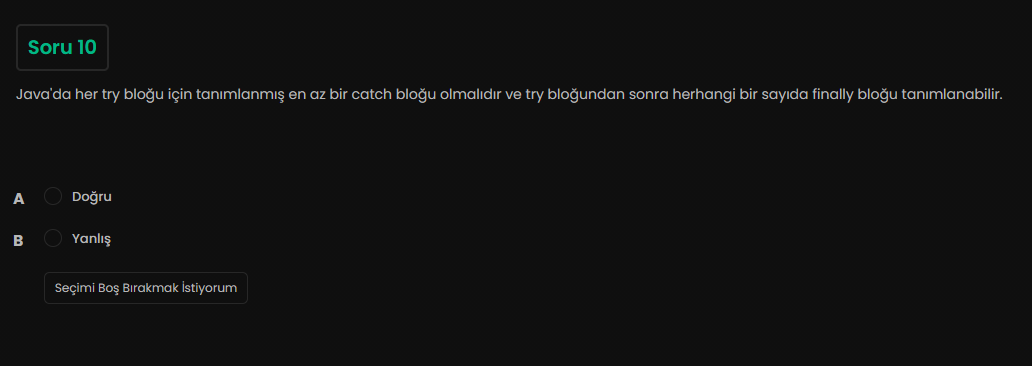 Soru 10
Java'da her try bloğu için tanımlanmış en az bir catch bloğu olmalıdır ve try bloğundan sonra herhangi bir sayıda finally bloğu tanımlanabilir.
A Doğru
B Yanlış
Seçimi Boş Bırakmak İstiyorum